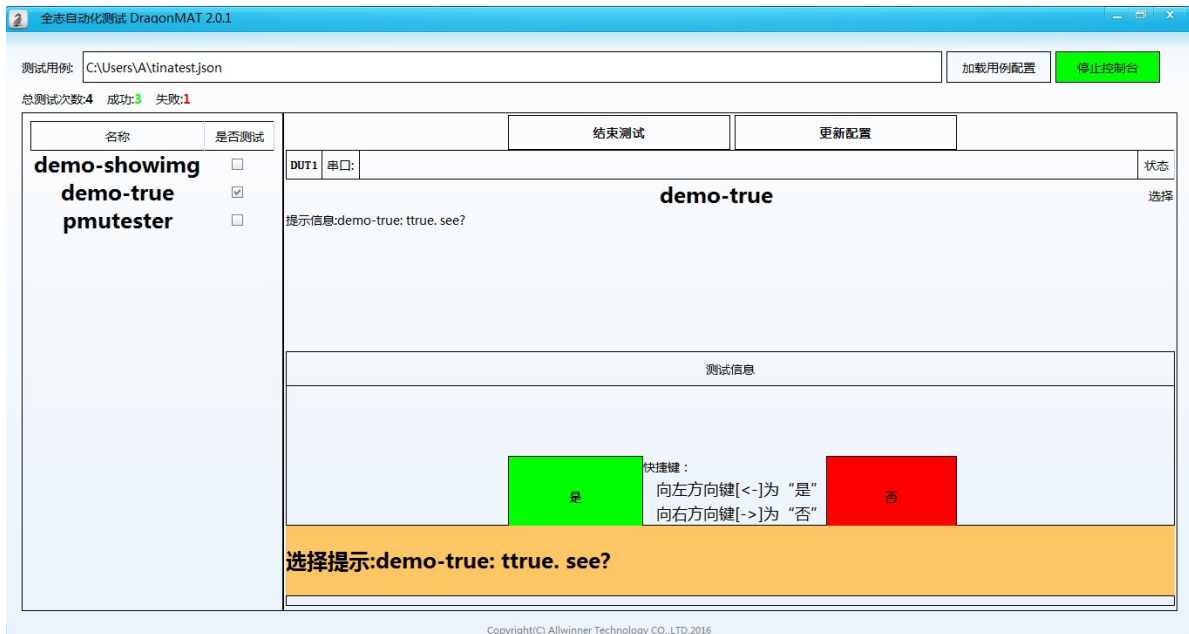 全志自动化测试 DragonMAT 2.0.1
测试用例: C:\Users\A\tinatest.json 加载用例配置 停止控制台
总测试次数:4 成功:3 失败:1
名称 是否测试
demo-showimg
demo-true
pmutester
结束测试 更新配置
DUT1 串口: 状态
demo-true 选择
提示信息:demo-true: ttrue. see?
测试信息
是
快捷键：
向左方向键[<-]为“是”
向右方向键[->]为“否”
否
选择提示:demo-true: ttrue. see?
Copyright(C) Allwinner Technology CO.,LTD.2016